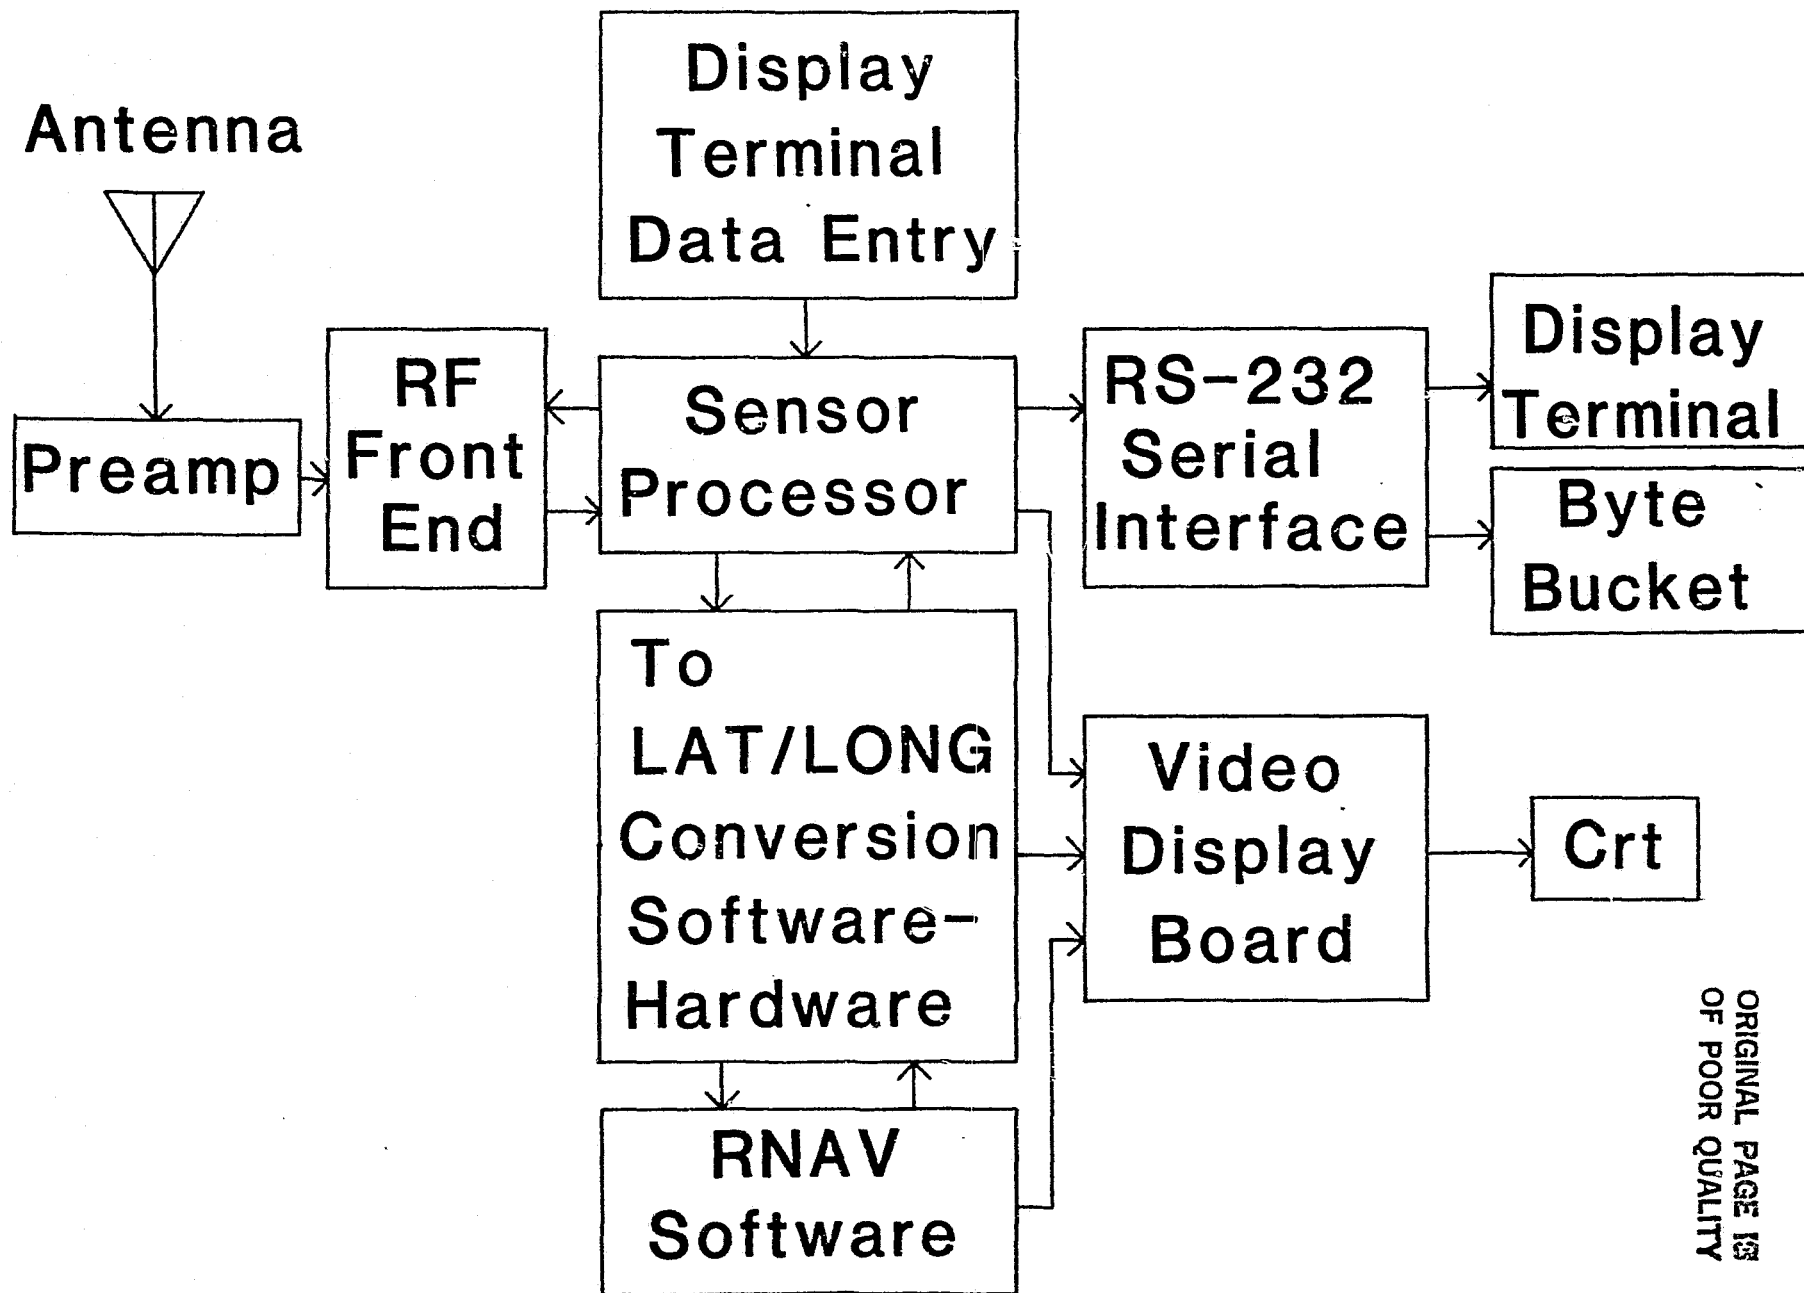 Antenna
Display
Terminal
Data Entry
Preamp
RF
Front
End
Sensor
Processor
RS-232
Serial
Interface
Display
Terminal
Byte
Bucket
To
LAT/LONG
Conversion
Software-
Hardware
Video
Display
Board
Crt
RNAV
Software
ORIGINAL PAGE IS
OF POOR QUALITY